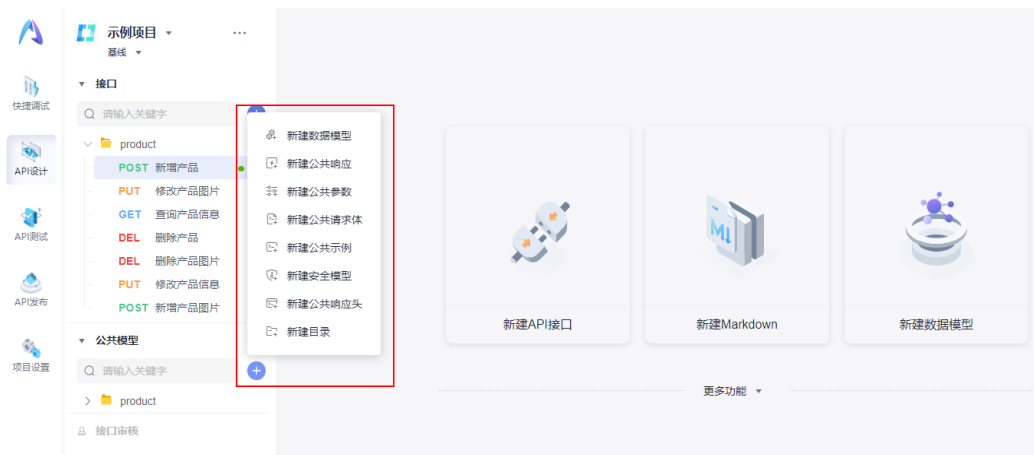 示例项目
基线
快捷调试
API设计
API测试
API发布
项目设置
接口
请输入关键字
product
POST 新增产品
PUT 修改产品图片
GET 查询产品信息
DEL 删除产品
DEL 删除产品图片
PUT 修改产品信息
POST 新增产品图片
公共模型
请输入关键字
product
接口审核
新建数据模型
新建公共响应
新建公共参数
新建公共请求体
新建公共示例
新建安全模型
新建公共响应头
新建目录
新建API接口
新建Markdown
新建数据模型
更多功能